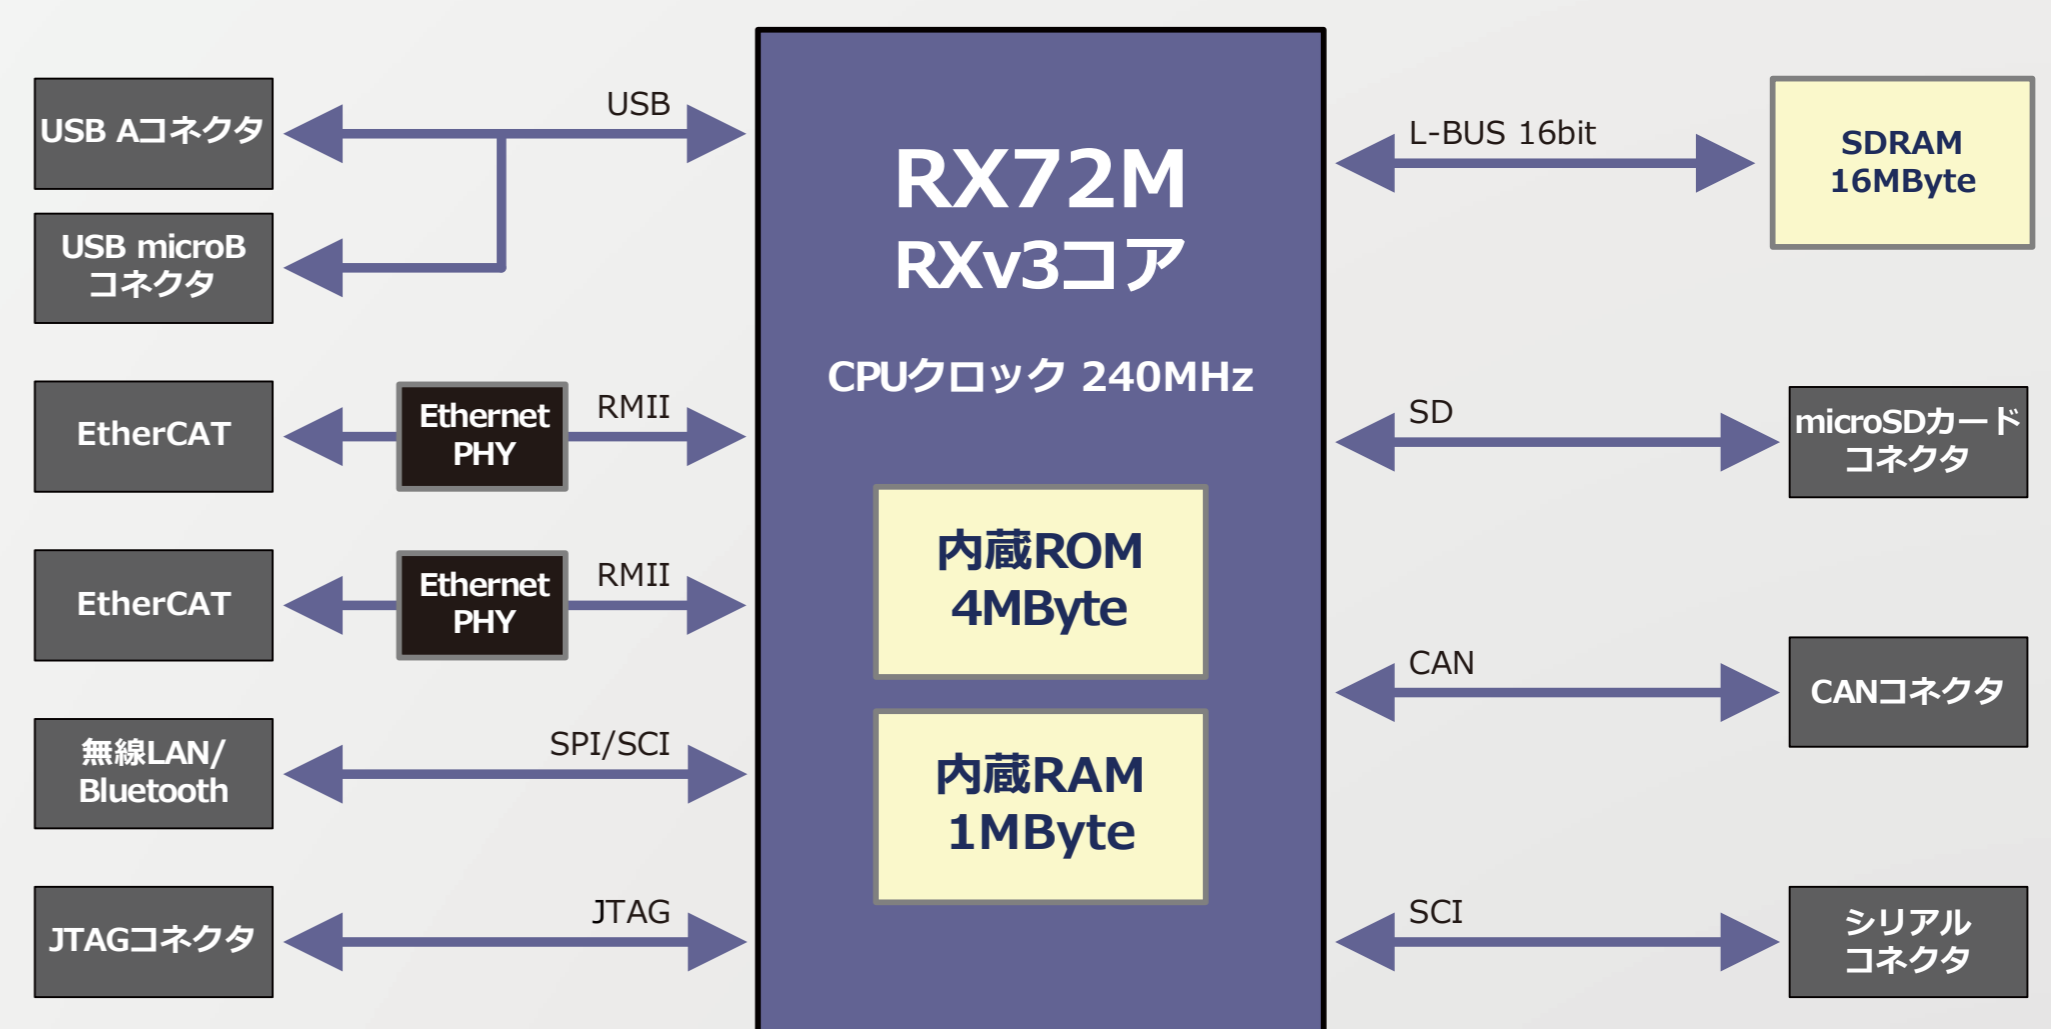 USB Aコネクタ
USB
USB microB
コネクタ
EtherCAT
Ethernet
PHY
RMII
EtherCAT
Ethernet
PHY
RMII
無線LAN/
Bluetooth
SPI/SCI
JTAGコネクタ
JTAG
RX72M
RXv3コア
CPUクロック 240MHz
内蔵ROM
4MByte
内蔵RAM
1MByte
L-BUS 16bit
SDRAM
16MByte
SD
microSDカード
コネクタ
CAN
CANコネクタ
SCI
シリアル
コネクタ